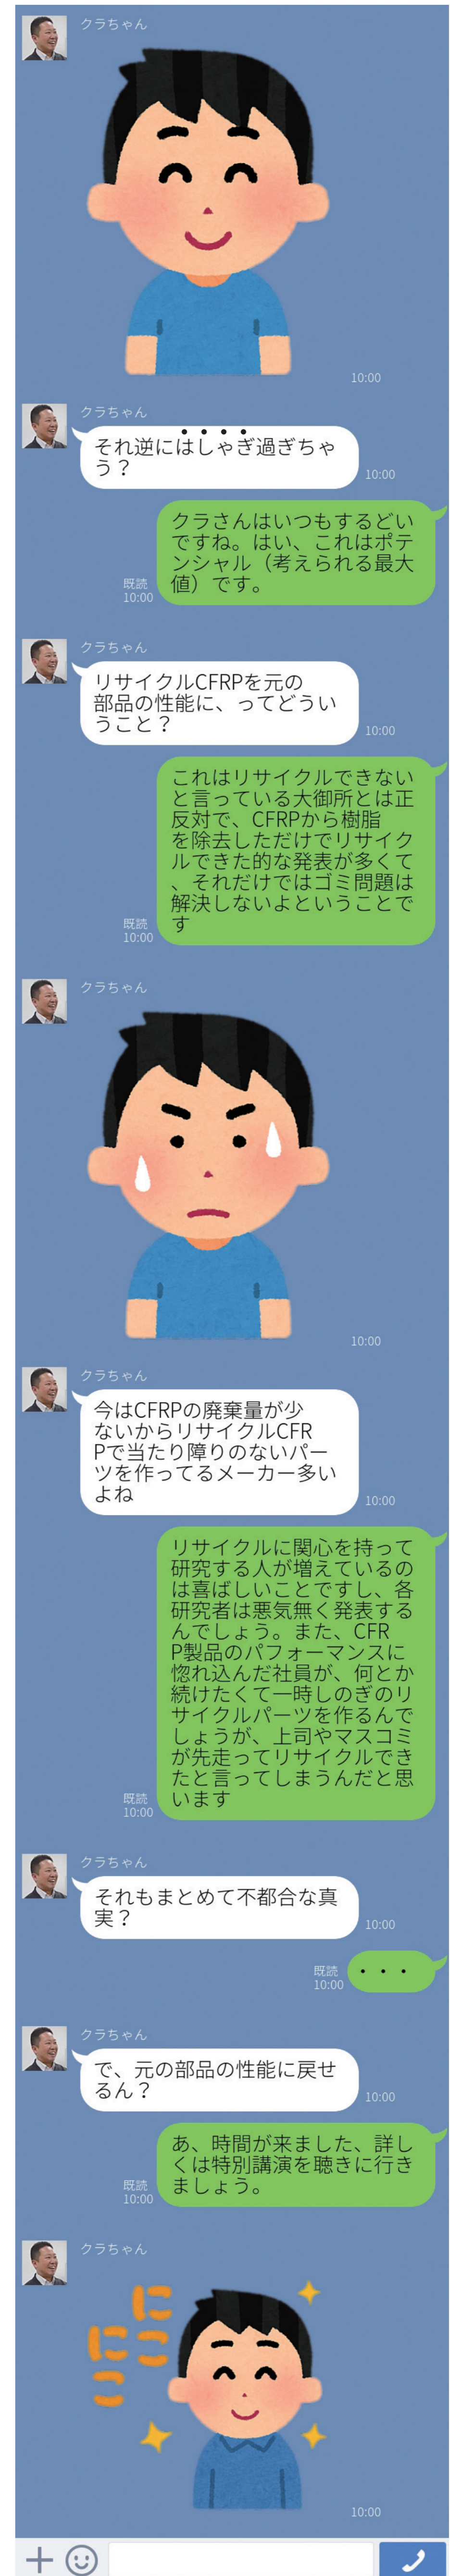 クラちゃん
10:00
クラちゃん
それ逆にはしゃぎ過ぎちゃ
う？
10:00
クラさんはいつもするどい
ですね。はい、これはポテ
ンシャル（考えられる最大
値）です。
既読
10:00
クラちゃん
リサイクルCFRPを元の
部品の性能に、ってどうい
うこと？
10:00
これはリサイクルできない
と言っている大御所とは正
反対で、CFRPから樹脂
を除去しただけでリサイク
ルできた的な発表が多くて
、それだけではゴミ問題は
解決しないよということで
す
既読
10:00
クラちゃん
10:00
クラちゃん
今はCFRPの廃棄量が少
ないからリサイクルCFR
Pで当たり障りのないパー
ツを作ってるメーカー多い
よね
10:00
リサイクルに関心を持って
研究する人が増えているの
は喜ばしいことですし、各
研究者は悪気無く発表する
んでしょう。また、CFR
P製品のパフォーマンスに
惚れ込んだ社員が、何とか
続けたくて一時しのぎのリ
サイクルパーツを作るんで
しょうが、上司やマスコミ
が先走ってリサイクルでき
たと言ってしまうんだと思
います
既読
10:00
クラちゃん
それもまとめて不都合な真
実？
10:00
・・・
既読
10:00
クラちゃん
で、元の部品の性能に戻せ
るん？
10:00
あ、時間が来ました、詳し
くは特別講演を聴きに行き
ましょう。
既読
10:00
クラちゃん
にこ
にこ
10:00